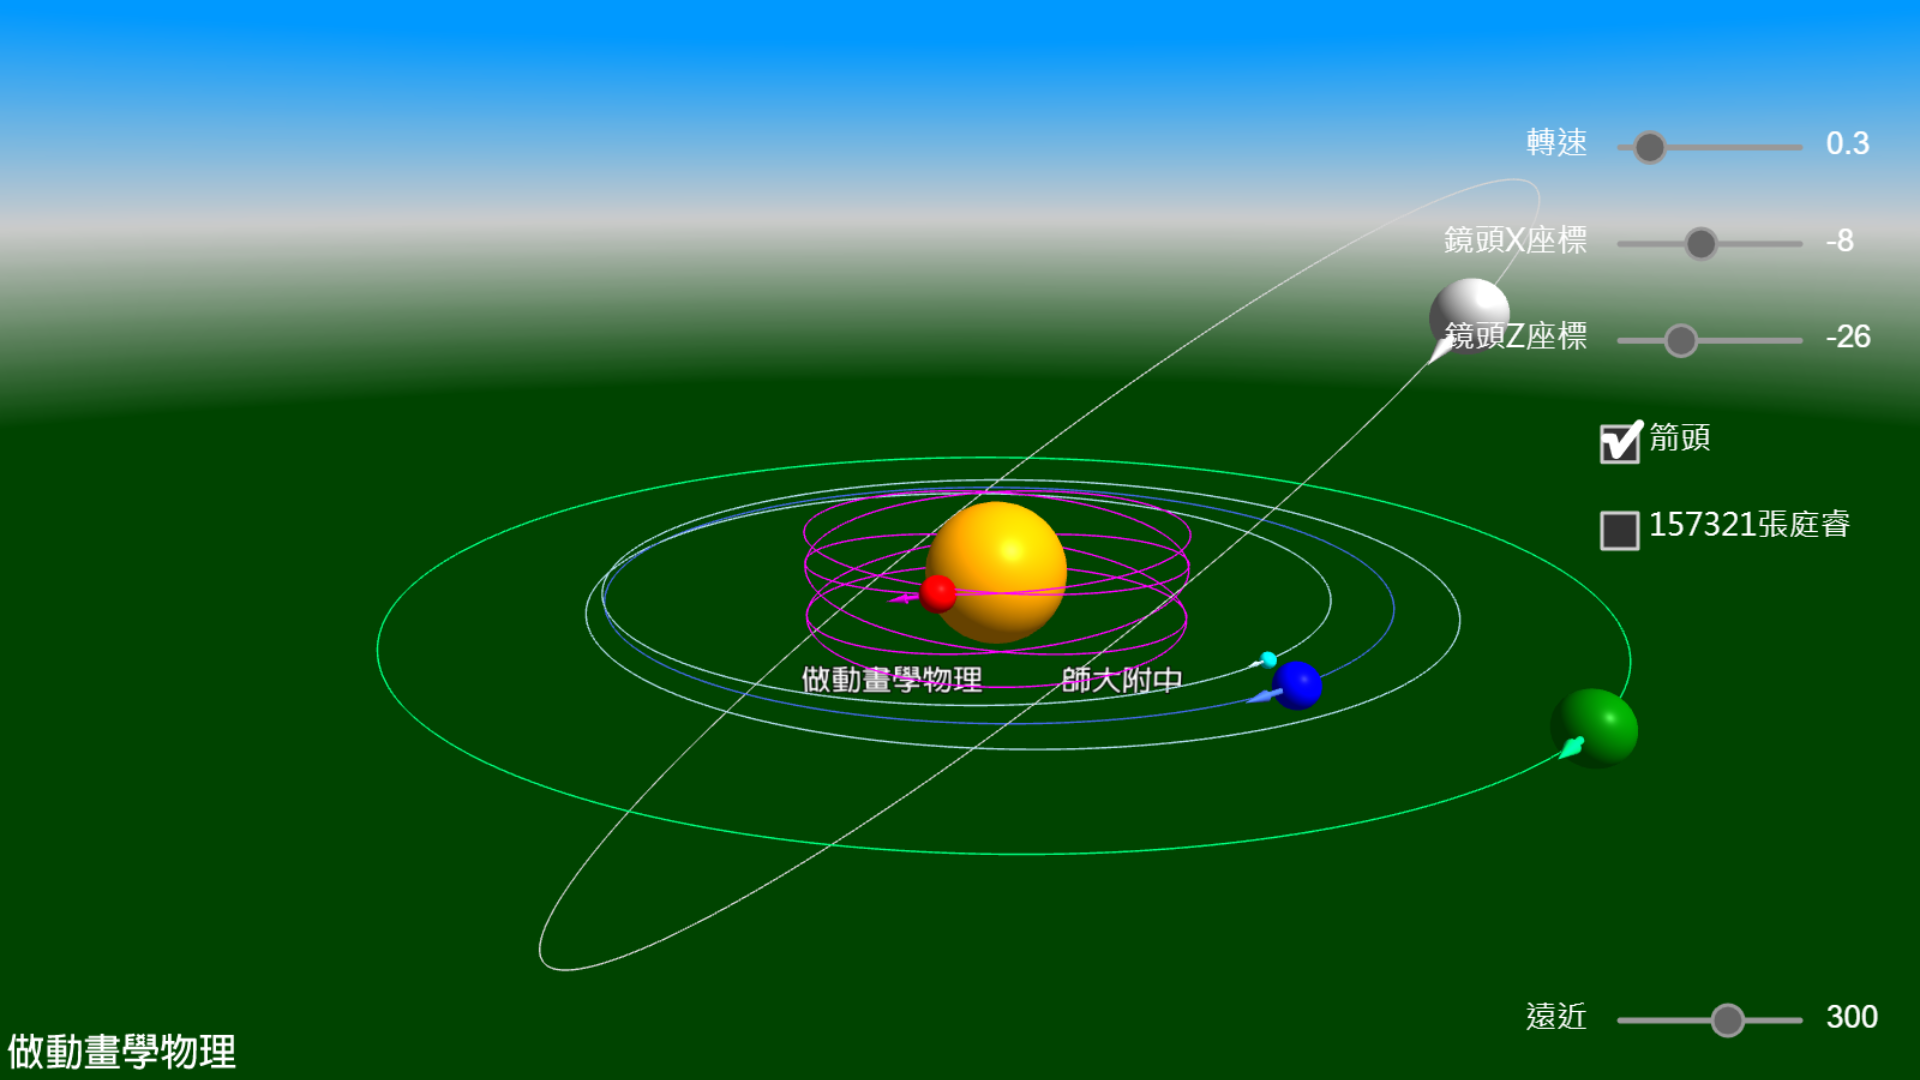 轉速 0.3
鏡頭X座標 -8
鏡頭Z座標 -26
箭頭
157321張庭睿
做動畫學物理 師大附中
遠近 300
做動畫學物理